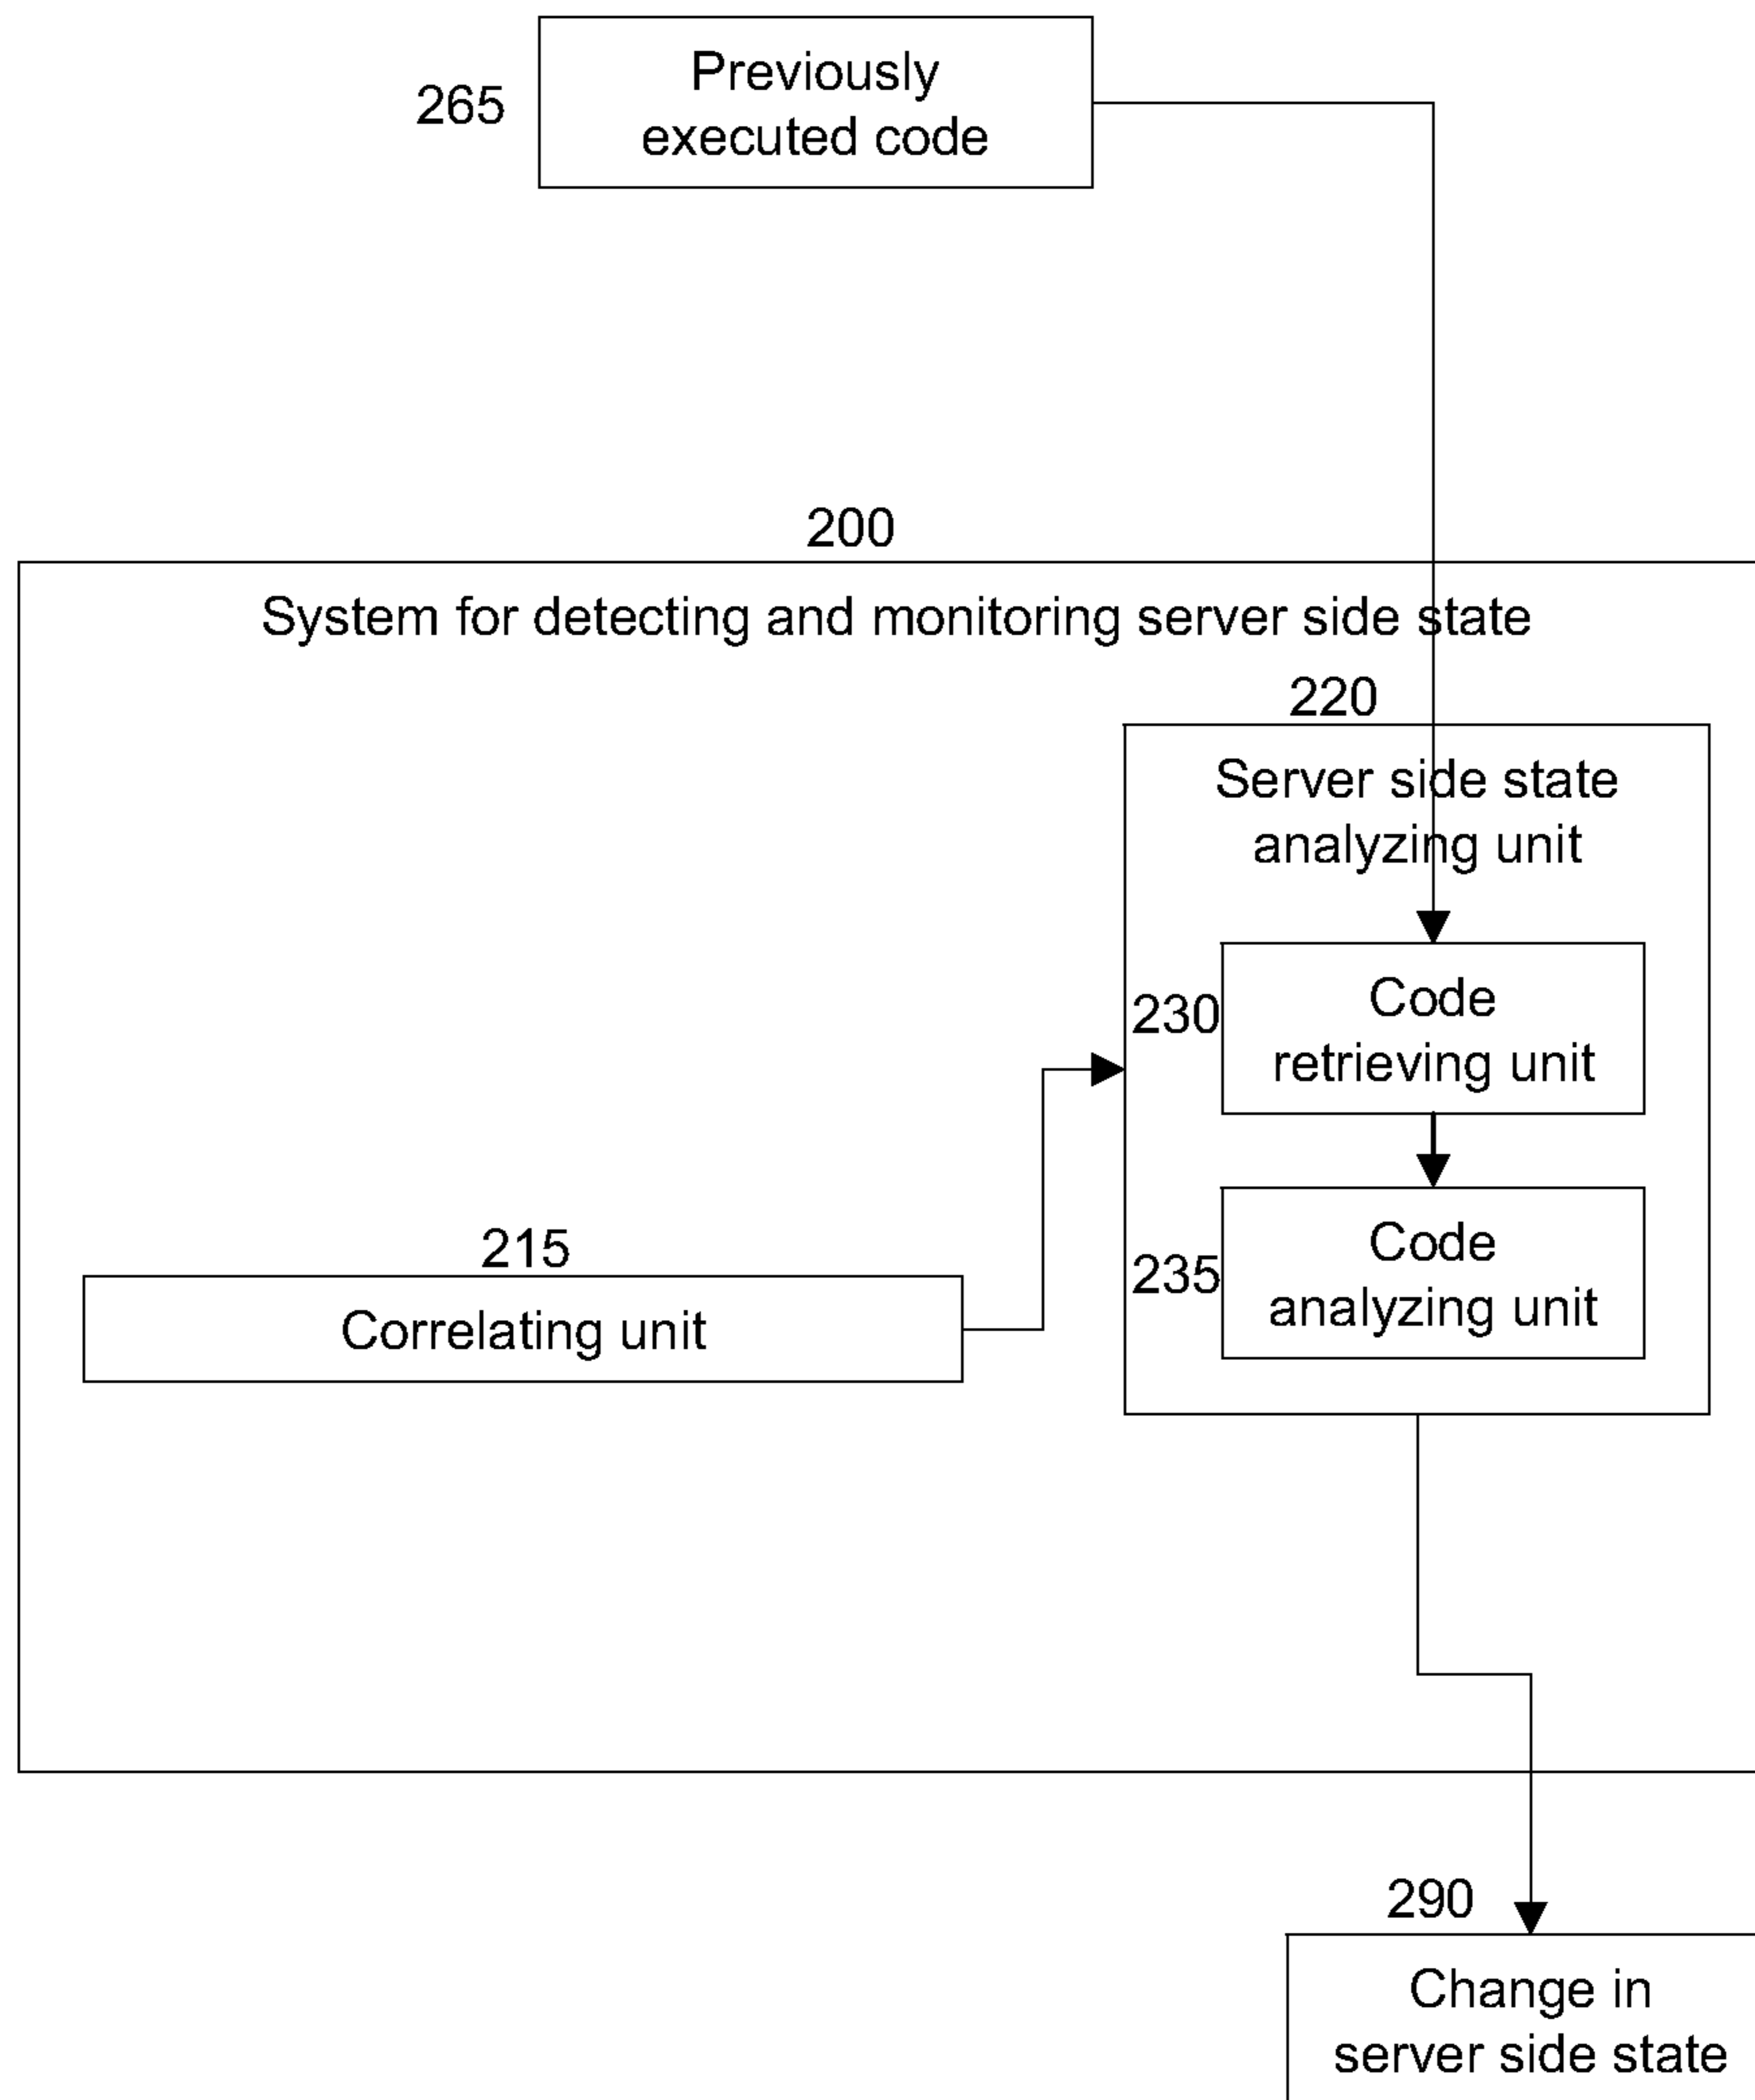 265
Previously
executed code
200
System for detecting and monitoring server side state
220
Server side state
analyzing unit
230
Code
retrieving unit
215
Correlating unit
235
Code
analyzing unit
290
Change in
server side state